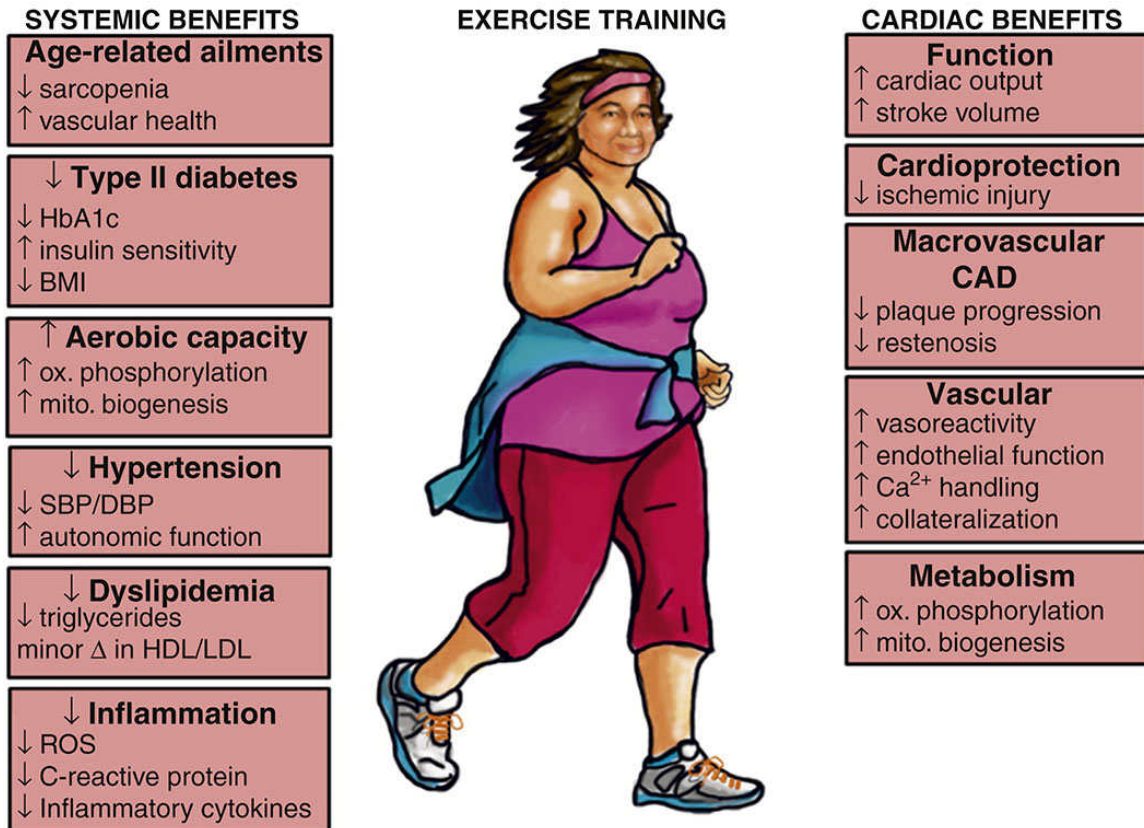 SYSTEMIC BENEFITS
Age-related ailments
↓ sarcopenia
↑ vascular health
↓ Type II diabetes
↓ HbA1c
↑ insulin sensitivity
↓ BMI
↑ Aerobic capacity
↑ ox. phosphorylation
↑ mito. biogenesis
↓ Hypertension
↓ SBP/DBP
↑ autonomic function
↓ Dyslipidemia
↓ triglycerides
minor Δ in HDL/LDL
↓ Inflammation
↓ ROS
↓ C-reactive protein
↓ Inflammatory cytokines
EXERCISE TRAINING
CARDIAC BENEFITS
Function
↑ cardiac output
↑ stroke volume
Cardioprotection
↓ ischemic injury
Macrovascular
CAD
↓ plaque progression
↓ restenosis
Vascular
↑ vasoreactivity
↑ endothelial function
↑ Ca²⁺ handling
↑ collateralization
Metabolism
↑ ox. phosphorylation
↑ mito. biogenesis